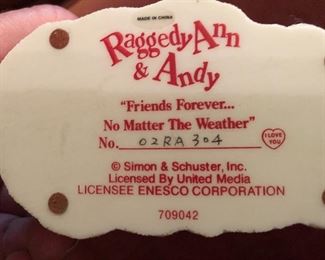 MADE IN CHINA
Raggedy Ann
& Andy
"Friends Forever...
No Matter The Weather"
No. 02RA304
I LOVE
YOU
© Simon & Schuster, Inc.
Licensed By United Media
LICENSEE ENESCO CORPORATION
709042